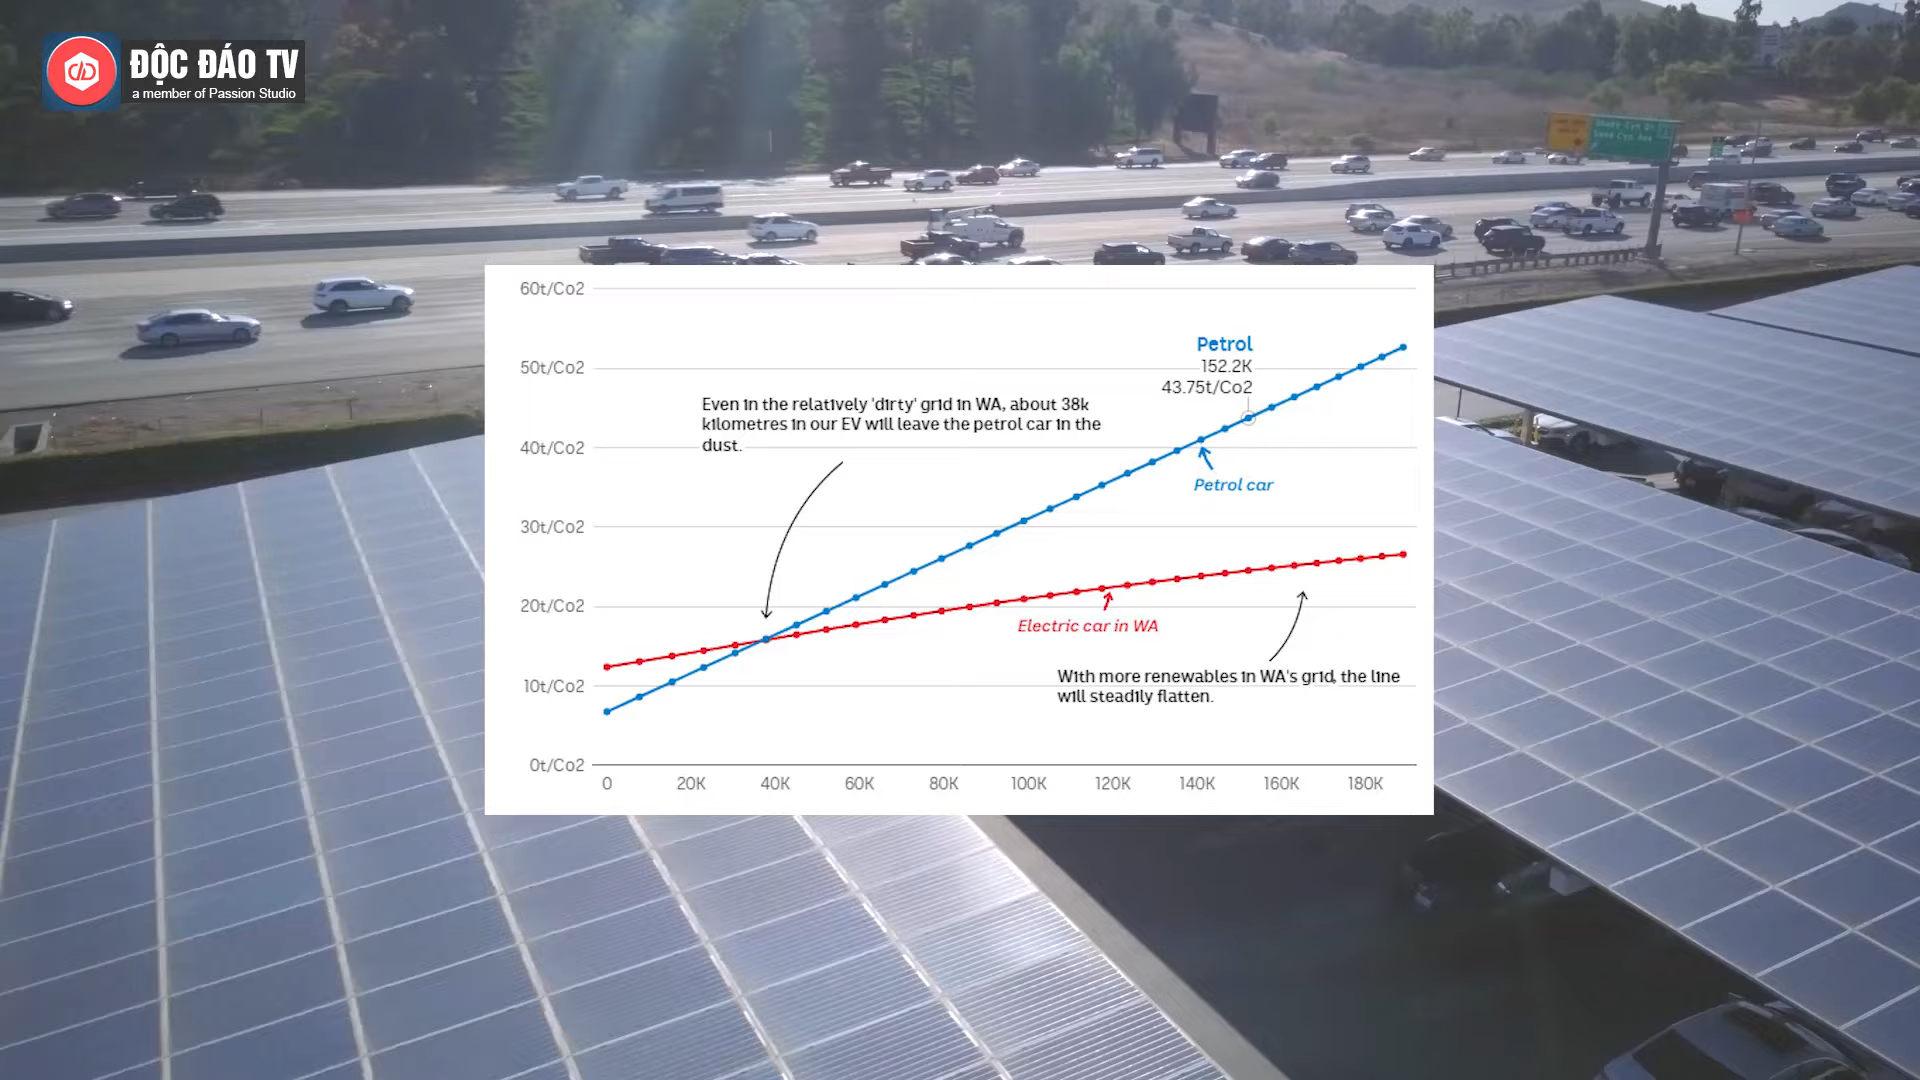 ĐỘC ĐÁO TV
a member of Passion Studio
60t/Co2
Petrol
152.2K
43.75t/Co2
50t/Co2
Even in the relatively 'dirty' grid in WA, about 38k
kilometres in our EV will leave the petrol car in the
dust.
40t/Co2
Petrol car
30t/Co2
20t/Co2
Electric car in WA
With more renewables in WA's grid, the line
will steadily flatten.
10t/Co2
0t/Co2
0 20K 40K 60K 80K 100K 120K 140K 160K 180K